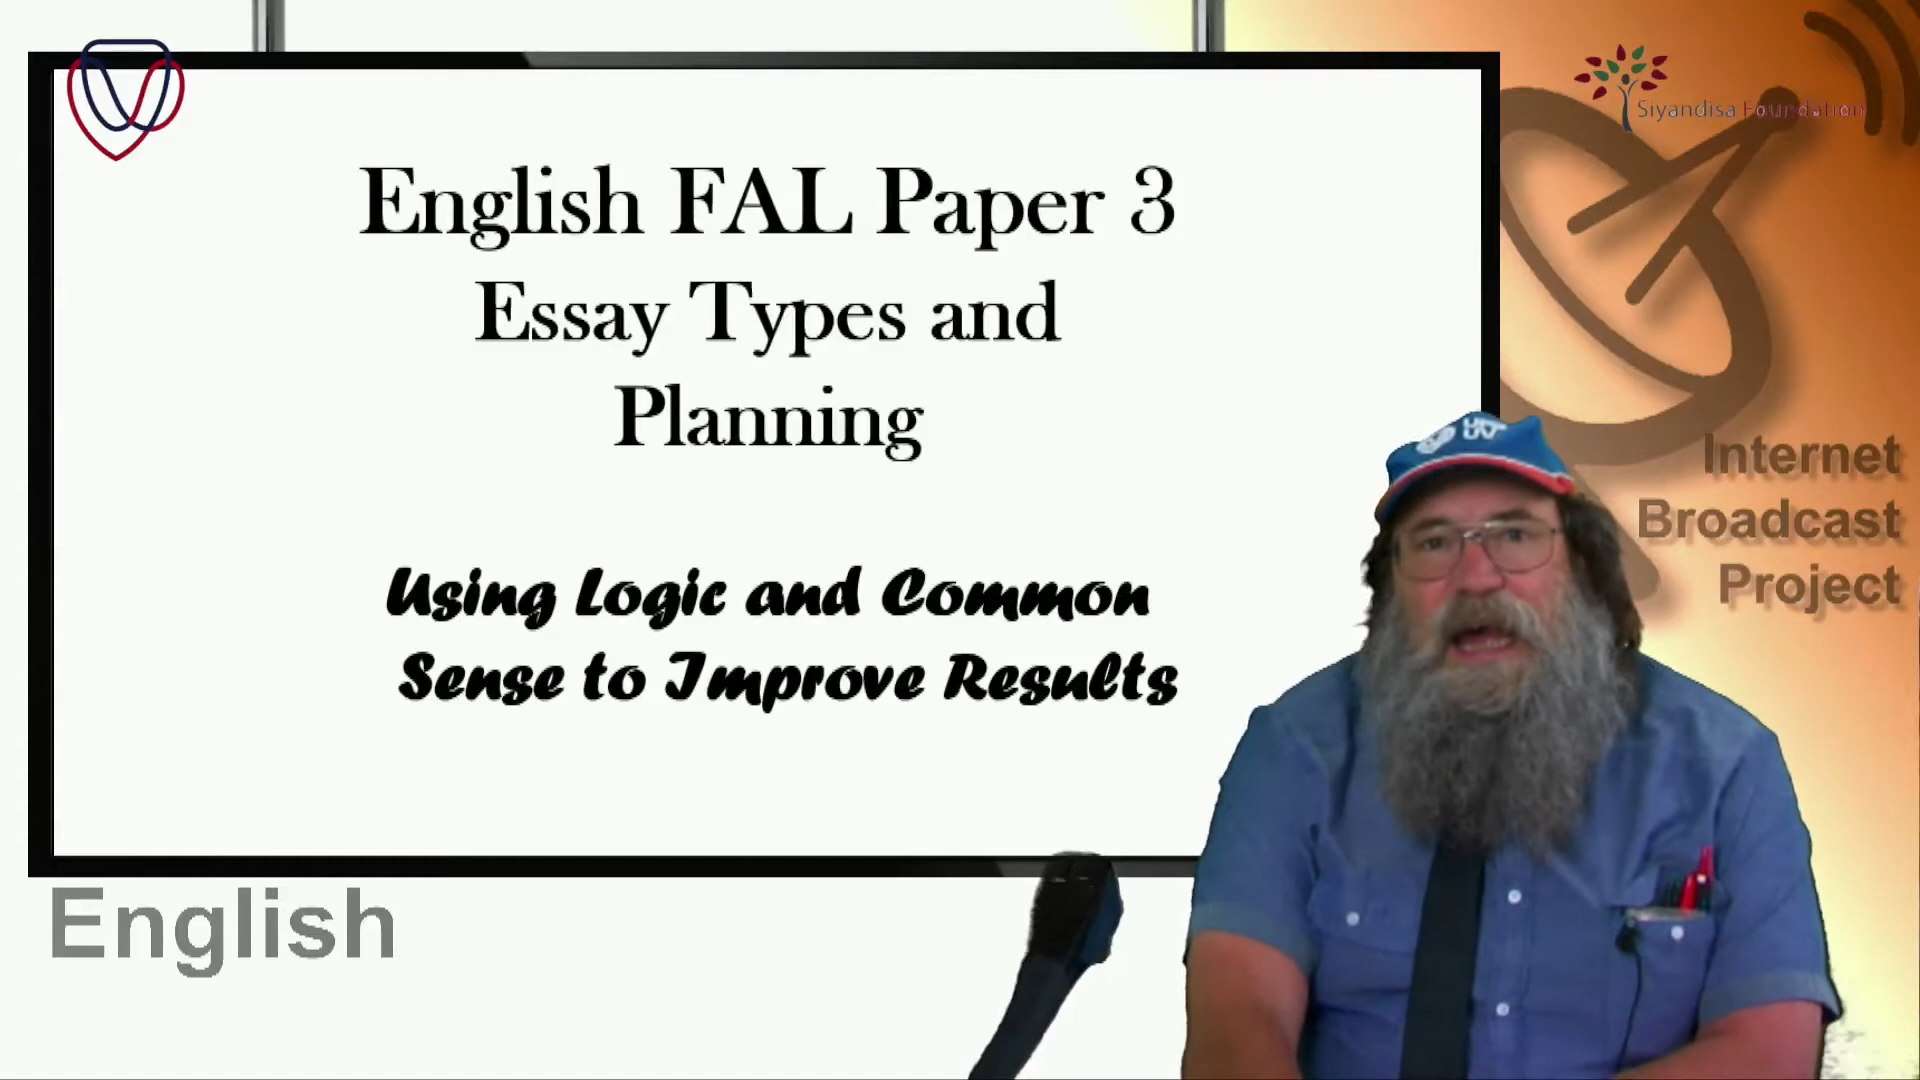 Siyandisa Foundation
English FAL Paper 3
Essay Types and
Planning
Using Logic and Common
Sense to Improve Results
Internet
Broadcast
Project
English